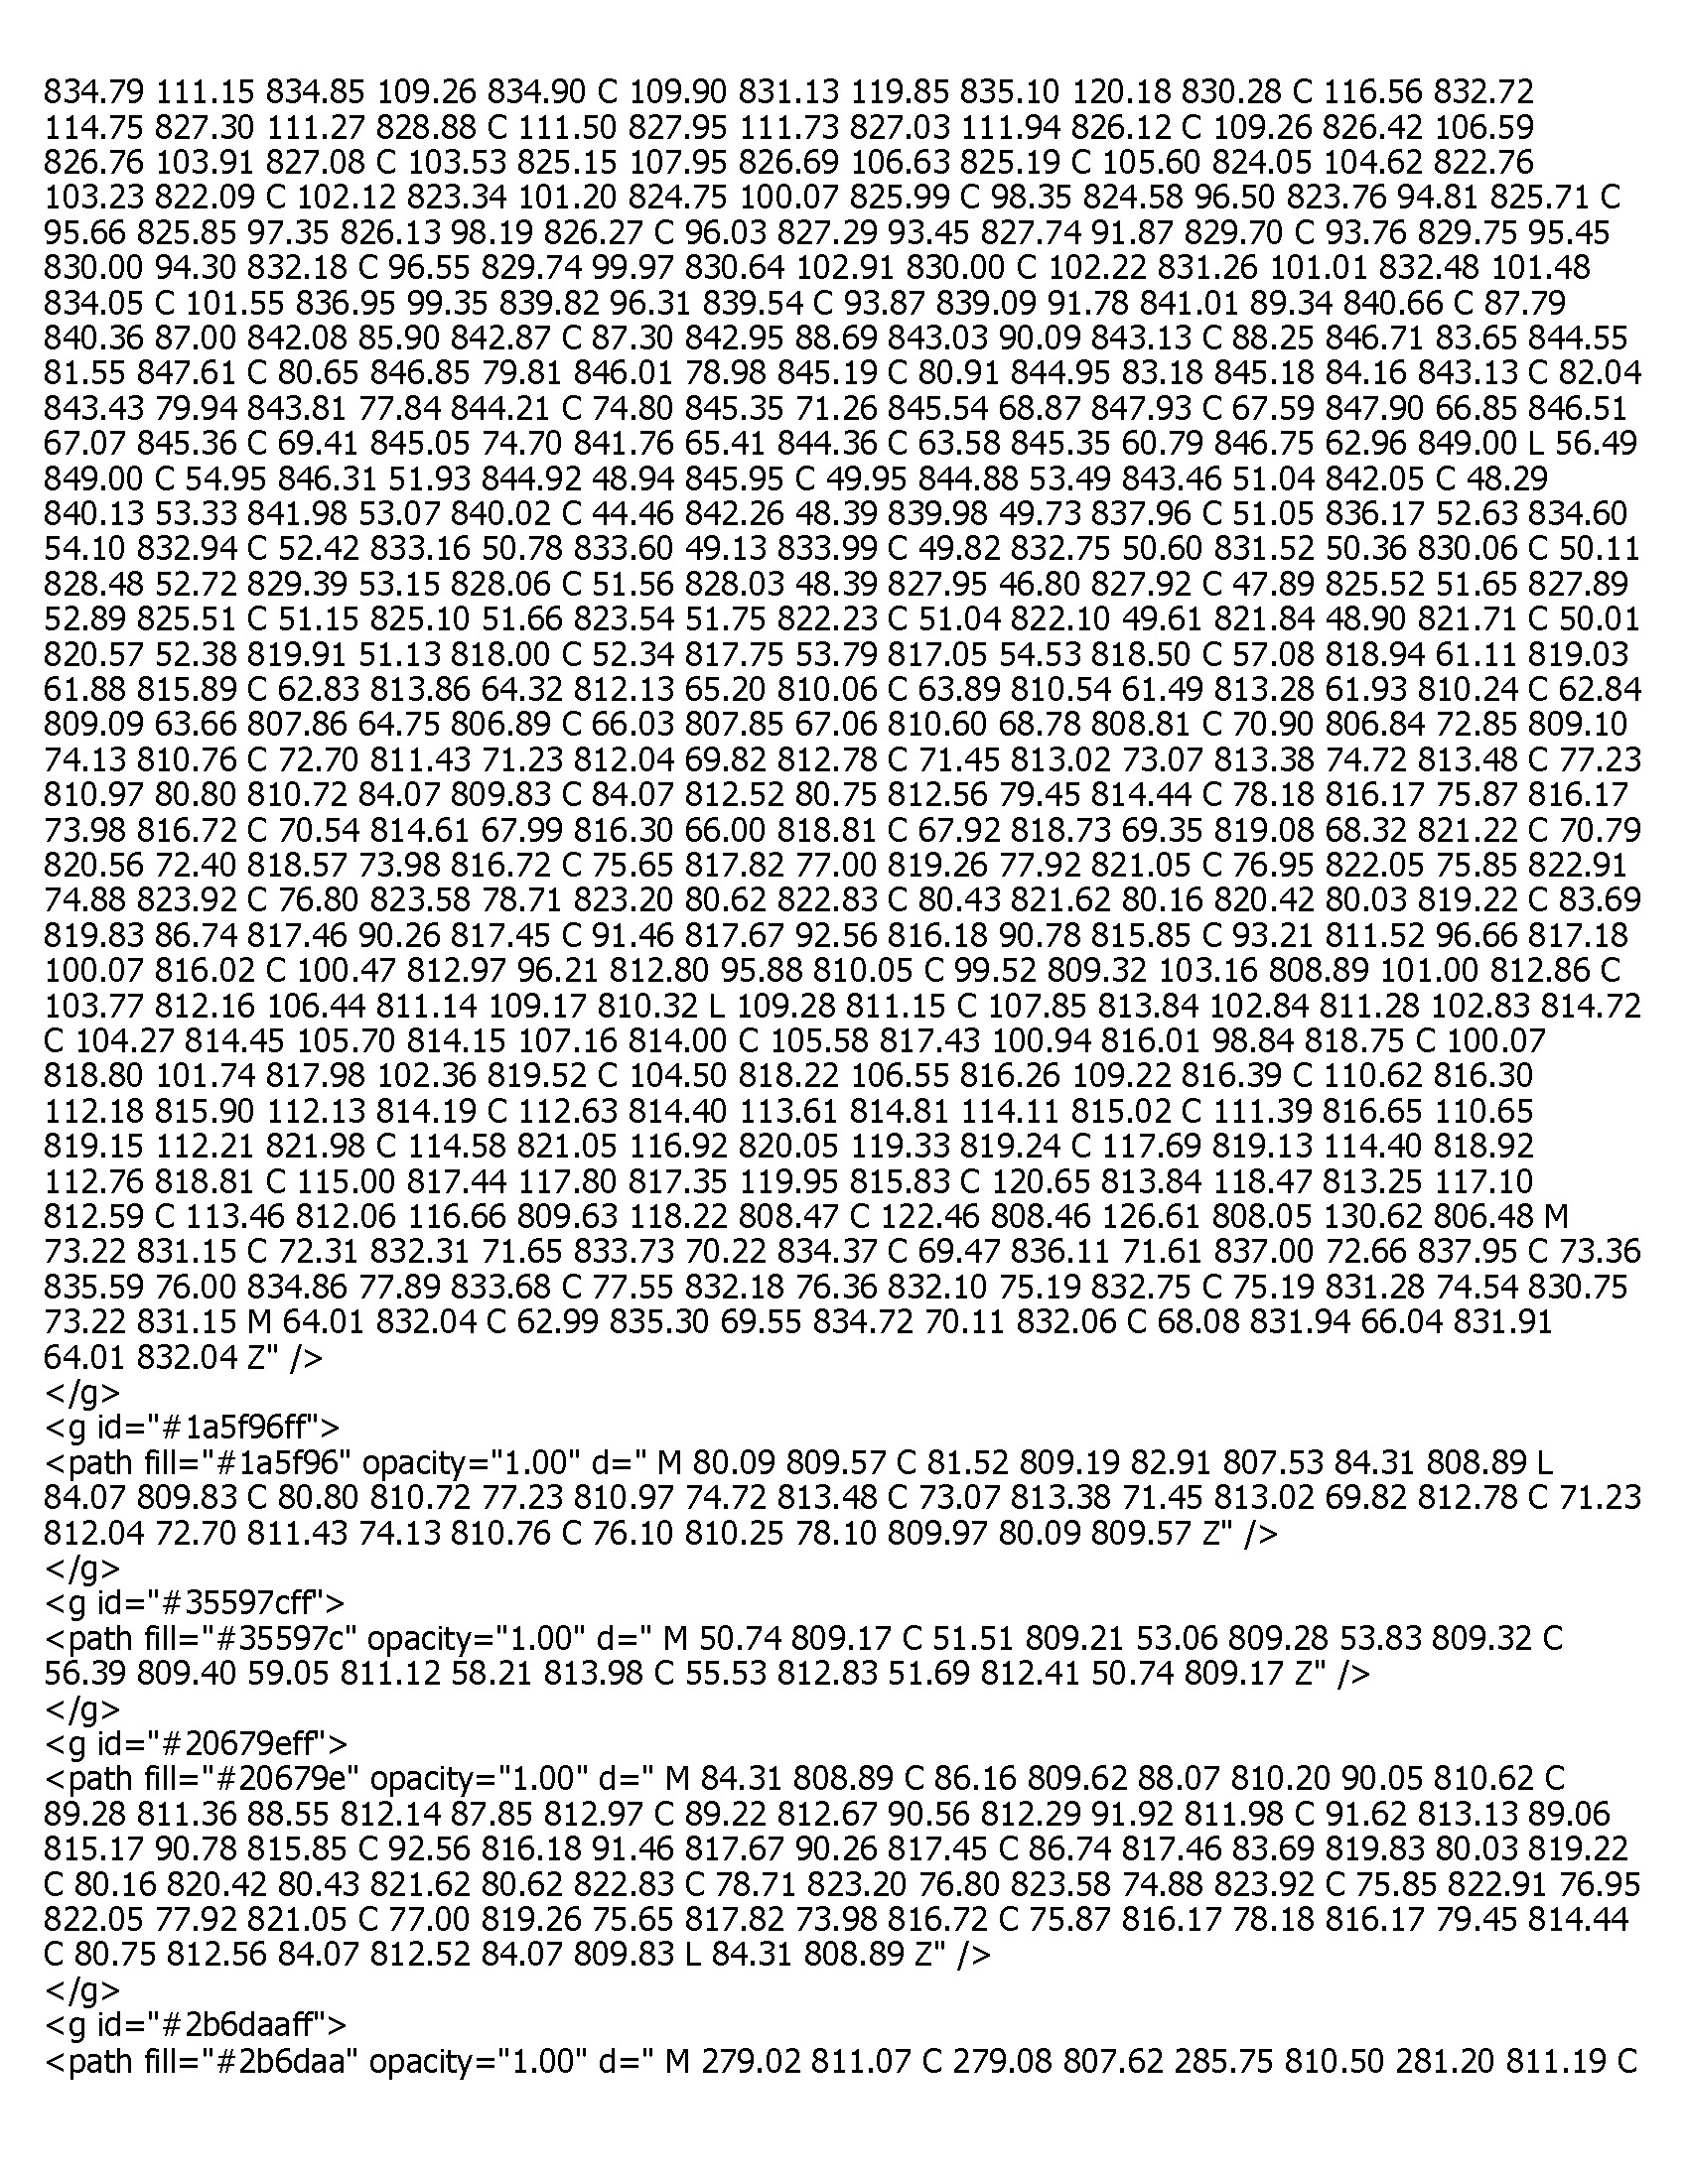 834.79 111.15 834.85 109.26 834.90 C 109.90 831.13 119.85 835.10 120.18 830.28 C 116.56 832.72
114.75 827.30 111.27 828.88 C 111.50 827.95 111.73 827.03 111.94 826.12 C 109.26 826.42 106.59
826.76 103.91 827.08 C 103.53 825.15 107.95 826.69 106.63 825.19 C 105.60 824.05 104.62 822.76
103.23 822.09 C 102.12 823.34 101.20 824.75 100.07 825.99 C 98.35 824.58 96.50 823.76 94.81 825.71 C
95.66 825.85 97.35 826.13 98.19 826.27 C 96.03 827.29 93.45 827.74 91.87 829.70 C 93.76 829.75 95.45
830.00 94.30 832.18 C 96.55 829.74 99.97 830.64 102.91 830.00 C 102.22 831.26 101.01 832.48 101.48
834.05 C 101.55 836.95 99.35 839.82 96.31 839.54 C 93.87 839.09 91.78 841.01 89.34 840.66 C 87.79
840.36 87.00 842.08 85.90 842.87 C 87.30 842.95 88.69 843.03 90.09 843.13 C 88.25 846.71 83.65 844.55
81.55 847.61 C 80.65 846.85 79.81 846.01 78.98 845.19 C 80.91 844.95 83.18 845.18 84.16 843.13 C 82.04
843.43 79.94 843.81 77.84 844.21 C 74.80 845.35 71.26 845.54 68.87 847.93 C 67.59 847.90 66.85 846.51
67.07 845.36 C 69.41 845.05 74.70 841.76 65.41 844.36 C 63.58 845.35 60.79 846.75 62.96 849.00 L 56.49
849.00 C 54.95 846.31 51.93 844.92 48.94 845.95 C 49.95 844.88 53.49 843.46 51.04 842.05 C 48.29
840.13 53.33 841.98 53.07 840.02 C 44.46 842.26 48.39 839.98 49.73 837.96 C 51.05 836.17 52.63 834.60
54.10 832.94 C 52.42 833.16 50.78 833.60 49.13 833.99 C 49.82 832.75 50.60 831.52 50.36 830.06 C 50.11
828.48 52.72 829.39 53.15 828.06 C 51.56 828.03 48.39 827.95 46.80 827.92 C 47.89 825.52 51.65 827.89
52.89 825.51 C 51.15 825.10 51.66 823.54 51.75 822.23 C 51.04 822.10 49.61 821.84 48.90 821.71 C 50.01
820.57 52.38 819.91 51.13 818.00 C 52.34 817.75 53.79 817.05 54.53 818.50 C 57.08 818.94 61.11 819.03
61.88 815.89 C 62.83 813.86 64.32 812.13 65.20 810.06 C 63.89 810.54 61.49 813.28 61.93 810.24 C 62.84
809.09 63.66 807.86 64.75 806.89 C 66.03 807.85 67.06 810.60 68.78 808.81 C 70.90 806.84 72.85 809.10
74.13 810.76 C 72.70 811.43 71.23 812.04 69.82 812.78 C 71.45 813.02 73.07 813.38 74.72 813.48 C 77.23
810.97 80.80 810.72 84.07 809.83 C 84.07 812.52 80.75 812.56 79.45 814.44 C 78.18 816.17 75.87 816.17
73.98 816.72 C 70.54 814.61 67.99 816.30 66.00 818.81 C 67.92 818.73 69.35 819.08 68.32 821.22 C 70.79
820.56 72.40 818.57 73.98 816.72 C 75.65 817.82 77.00 819.26 77.92 821.05 C 76.95 822.05 75.85 822.91
74.88 823.92 C 76.80 823.58 78.71 823.20 80.62 822.83 C 80.43 821.62 80.16 820.42 80.03 819.22 C 83.69
819.83 86.74 817.46 90.26 817.45 C 91.46 817.67 92.56 816.18 90.78 815.85 C 93.21 811.52 96.66 817.18
100.07 816.02 C 100.47 812.97 96.21 812.80 95.88 810.05 C 99.52 809.32 103.16 808.89 101.00 812.86 C
103.77 812.16 106.44 811.14 109.17 810.32 L 109.28 811.15 C 107.85 813.84 102.84 811.28 102.83 814.72
C 104.27 814.45 105.70 814.15 107.16 814.00 C 105.58 817.43 100.94 816.01 98.84 818.75 C 100.07
818.80 101.74 817.98 102.36 819.52 C 104.50 818.22 106.55 816.26 109.22 816.39 C 110.62 816.30
112.18 815.90 112.13 814.19 C 112.63 814.40 113.61 814.81 114.11 815.02 C 111.39 816.65 110.65
819.15 112.21 821.98 C 114.58 821.05 116.92 820.05 119.33 819.24 C 117.69 819.13 114.40 818.92
112.76 818.81 C 115.00 817.44 117.80 817.35 119.95 815.83 C 120.65 813.84 118.47 813.25 117.10
812.59 C 113.46 812.06 116.66 809.63 118.22 808.47 C 122.46 808.46 126.61 808.05 130.62 806.48 M
73.22 831.15 C 72.31 832.31 71.65 833.73 70.22 834.37 C 69.47 836.11 71.61 837.00 72.66 837.95 C 73.36
835.59 76.00 834.86 77.89 833.68 C 77.55 832.18 76.36 832.10 75.19 832.75 C 75.19 831.28 74.54 830.75
73.22 831.15 M 64.01 832.04 C 62.99 835.30 69.55 834.72 70.11 832.06 C 68.08 831.94 66.04 831.91
64.01 832.04 Z" />
</g>
<g id="#1a5f96ff">
<path fill="#1a5f96" opacity="1.00" d=" M 80.09 809.57 C 81.52 809.19 82.91 807.53 84.31 808.89 L
84.07 809.83 C 80.80 810.72 77.23 810.97 74.72 813.48 C 73.07 813.38 71.45 813.02 69.82 812.78 C 71.23
812.04 72.70 811.43 74.13 810.76 C 76.10 810.25 78.10 809.97 80.09 809.57 Z" />
</g>
<g id="#35597cff">
<path fill="#35597c" opacity="1.00" d=" M 50.74 809.17 C 51.51 809.21 53.06 809.28 53.83 809.32 C
56.39 809.40 59.05 811.12 58.21 813.98 C 55.53 812.83 51.69 812.41 50.74 809.17 Z" />
</g>
<g id="#20679eff">
<path fill="#20679e" opacity="1.00" d=" M 84.31 808.89 C 86.16 809.62 88.07 810.20 90.05 810.62 C
89.28 811.36 88.55 812.14 87.85 812.97 C 89.22 812.67 90.56 812.29 91.92 811.98 C 91.62 813.13 89.06
815.17 90.78 815.85 C 92.56 816.18 91.46 817.67 90.26 817.45 C 86.74 817.46 83.69 819.83 80.03 819.22
C 80.16 820.42 80.43 821.62 80.62 822.83 C 78.71 823.20 76.80 823.58 74.88 823.92 C 75.85 822.91 76.95
822.05 77.92 821.05 C 77.00 819.26 75.65 817.82 73.98 816.72 C 75.87 816.17 78.18 816.17 79.45 814.44
C 80.75 812.56 84.07 812.52 84.07 809.83 L 84.31 808.89 Z" />
</g>
<g id="#2b6daaff">
<path fill="#2b6daa" opacity="1.00" d=" M 279.02 811.07 C 279.08 807.62 285.75 810.50 281.20 811.19 C